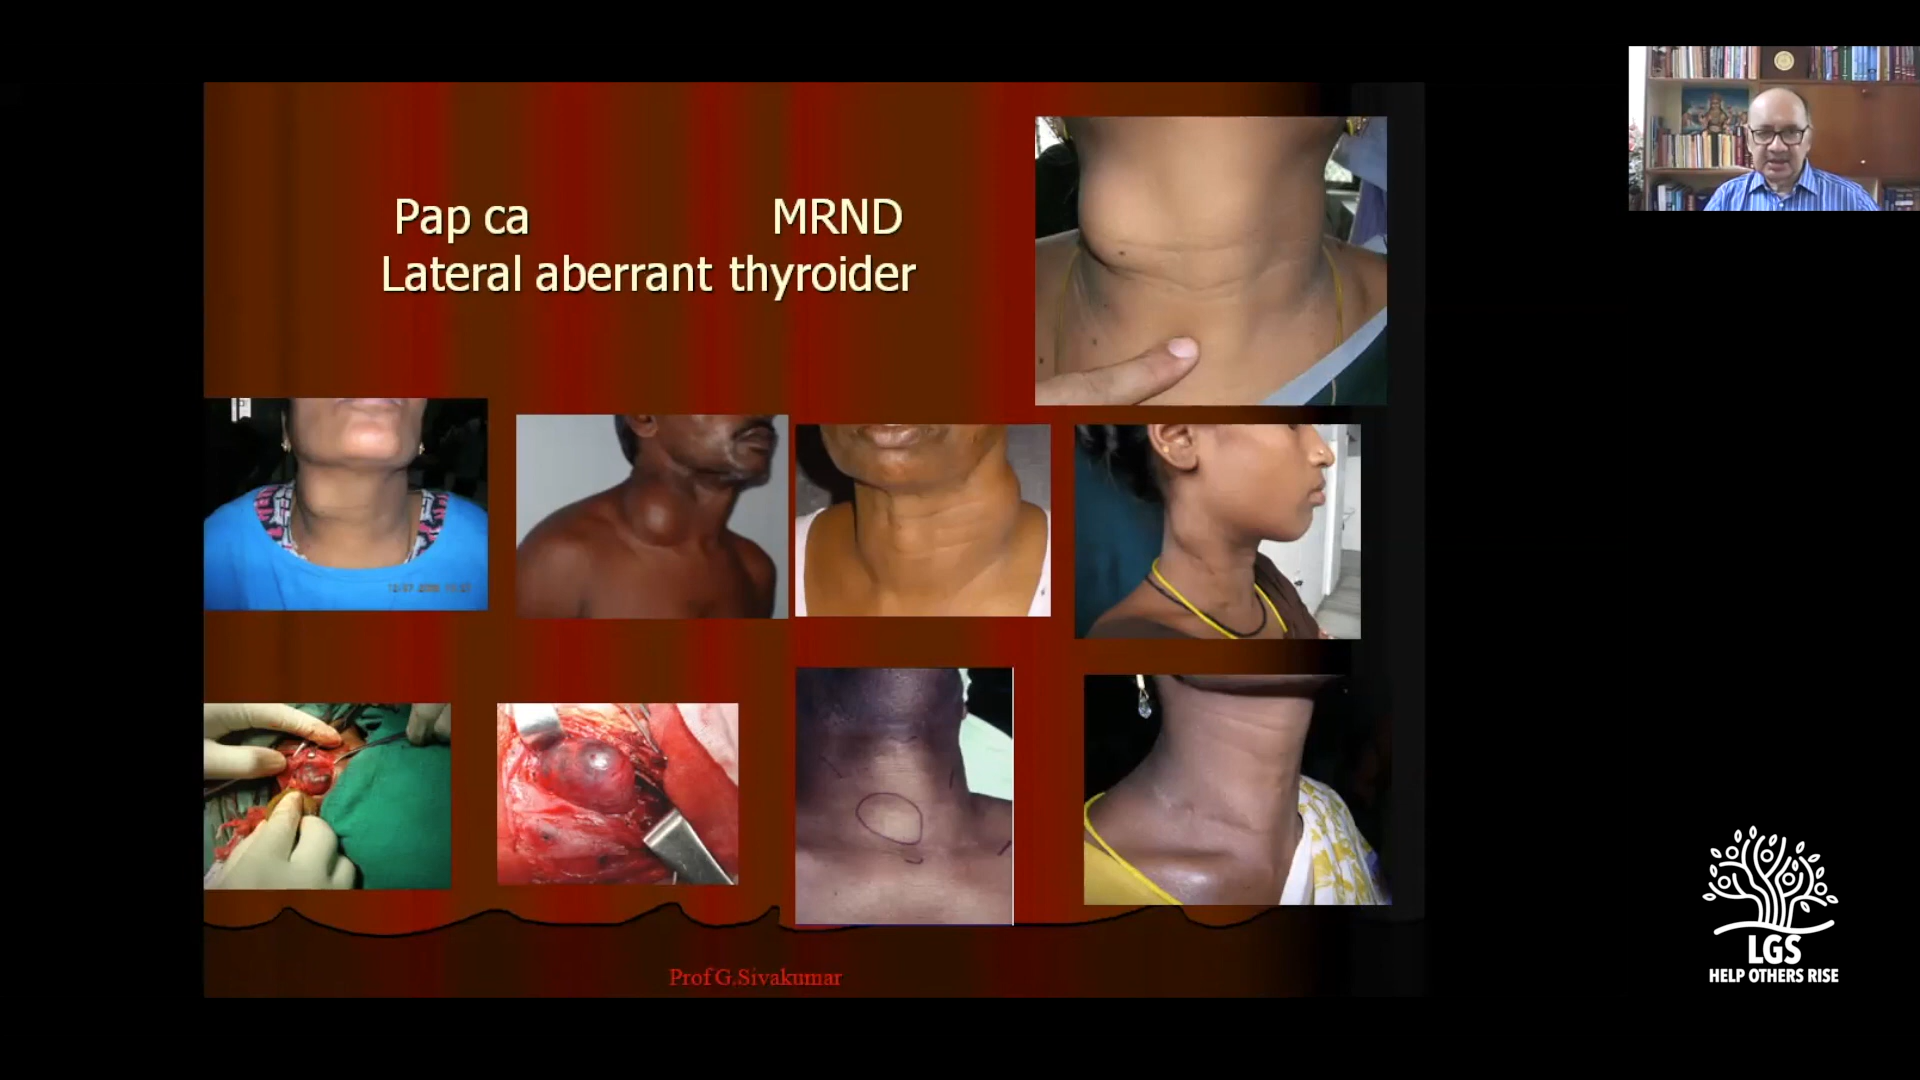 Pap ca MRND
Lateral aberrant thyroider
Prof G.Sivakumar
LGS
HELP OTHERS RISE